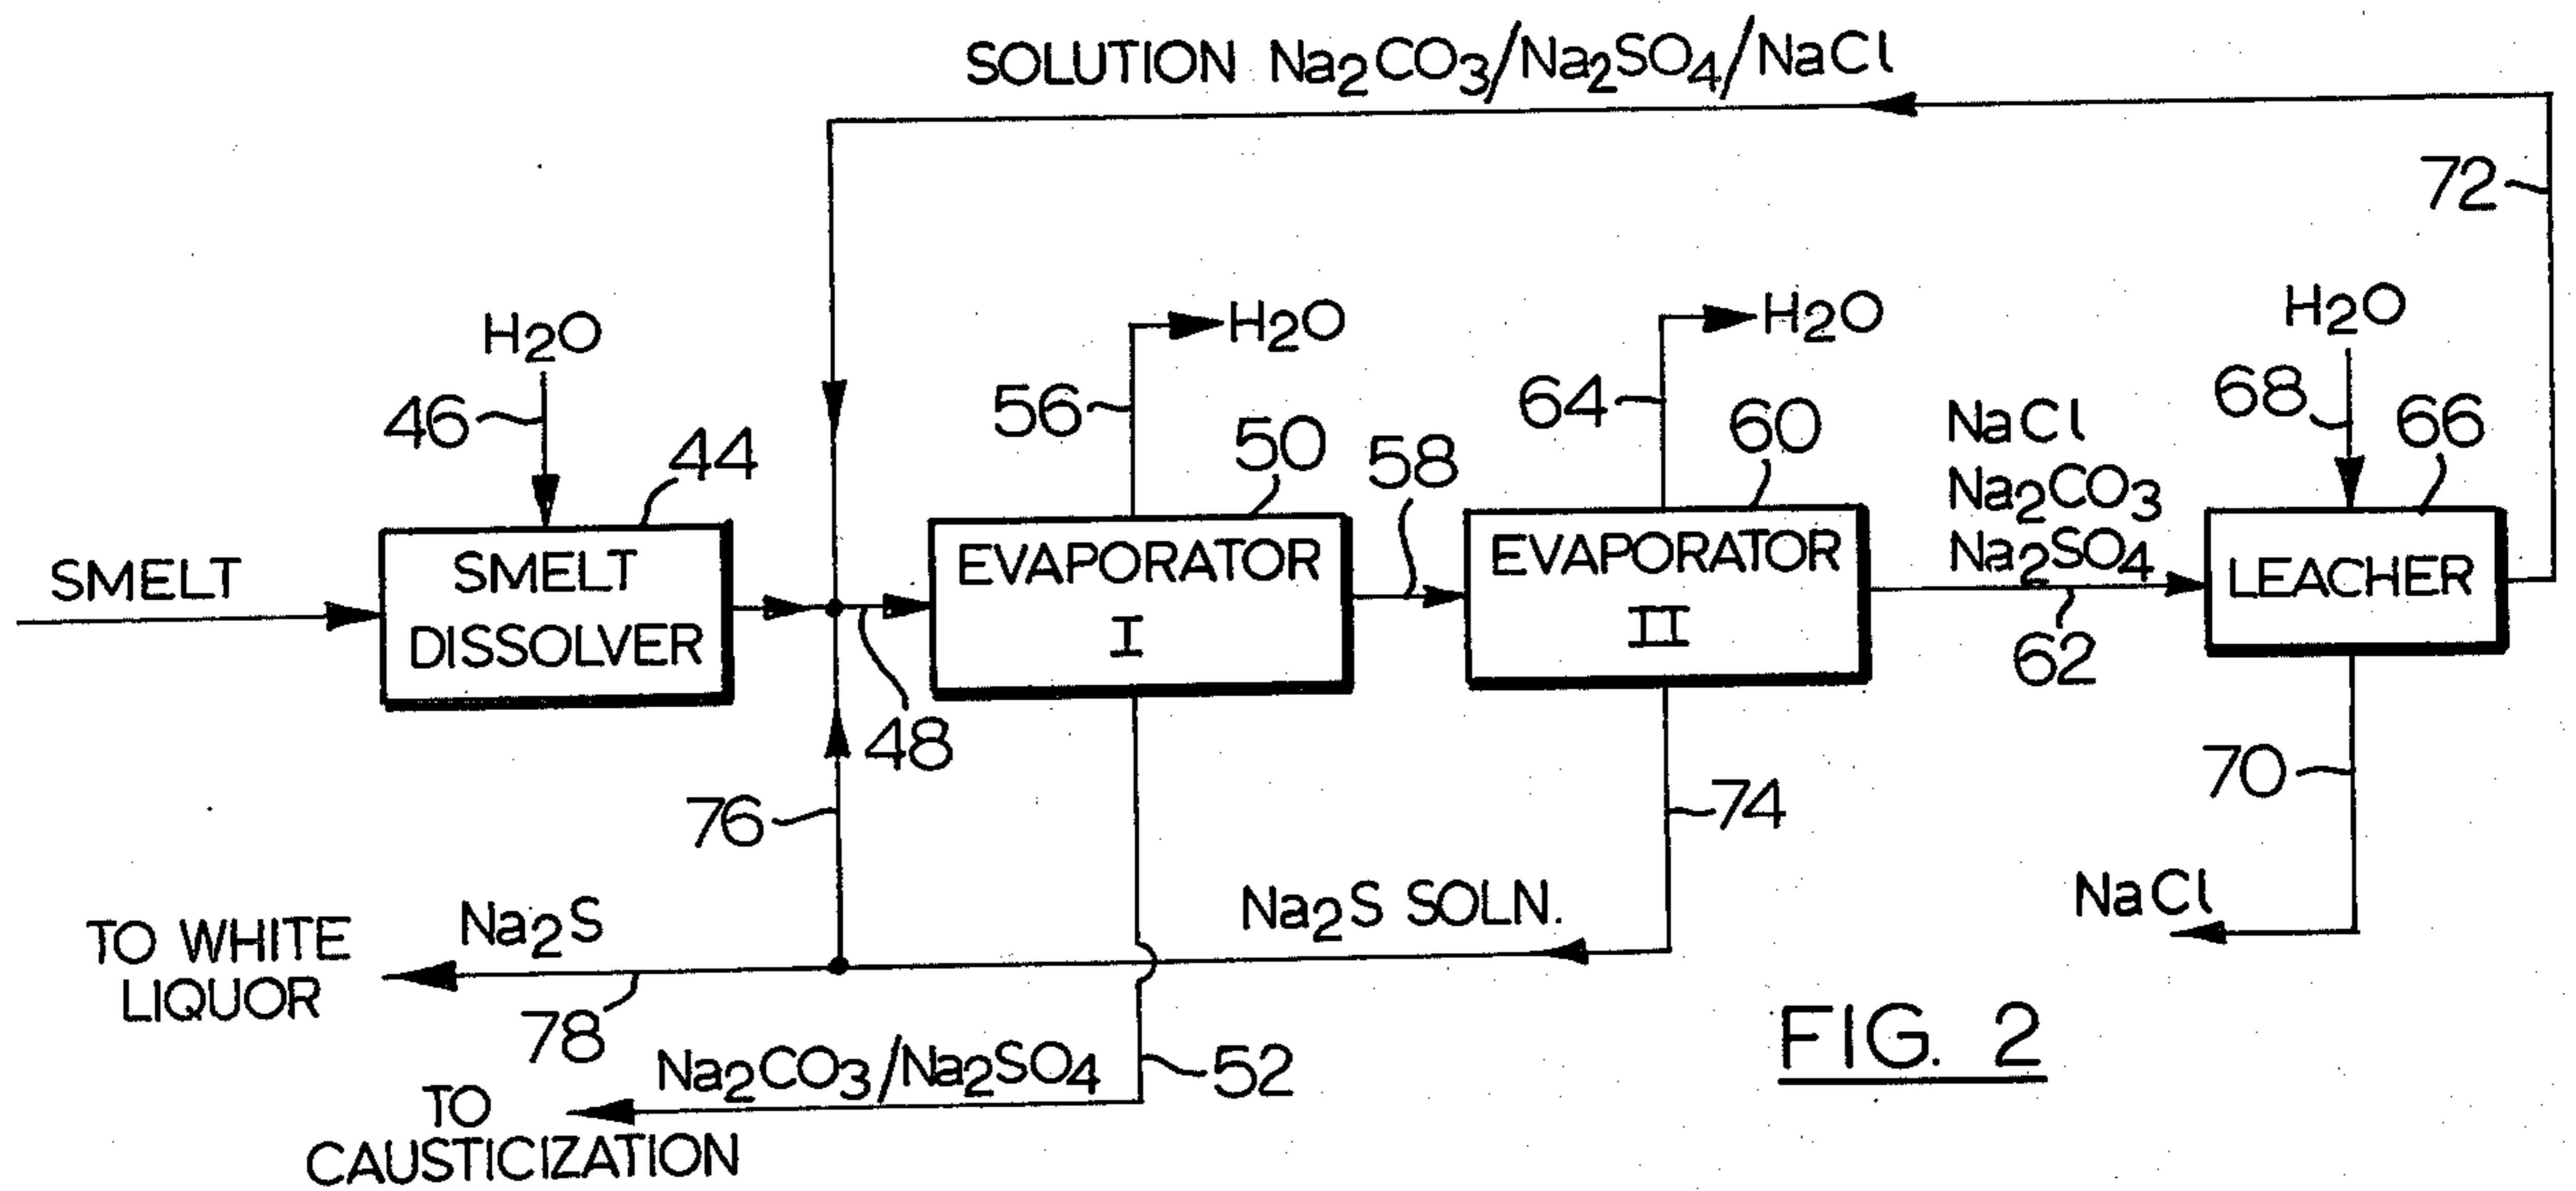 SOLUTION Na2CO3/Na2SO4/NaCl
72
H2O
H2O
H2O
H2O
46
44
56
50
58
64
60
NaCl
Na2CO3
Na2SO4
68
66
SMELT
SMELT
DISSOLVER
EVAPORATOR
I
EVAPORATOR
II
LEACHER
62
48
76
74
70
TO WHITE
LIQUOR
Na2S
Na2S SOLN.
NaCl
78
Na2CO3/Na2SO4
52
TO
CAUSTICIZATION
FIG. 2